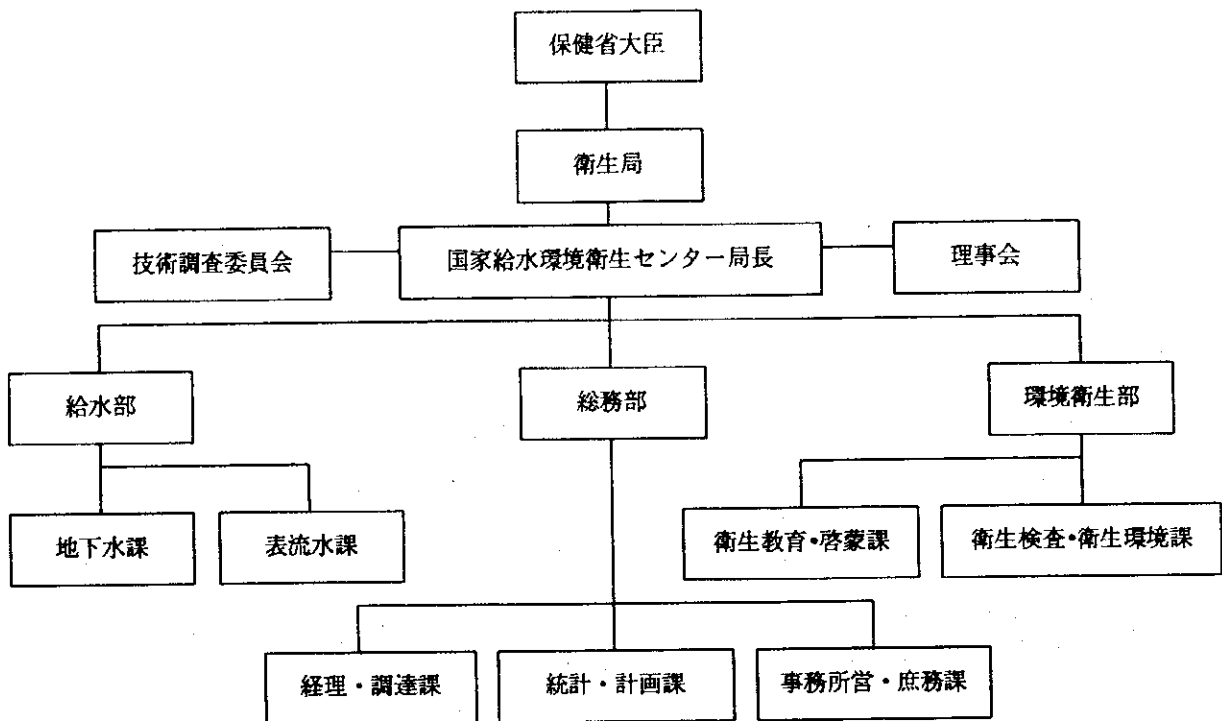 保健省大臣
衛生局
技術調査委員会
国家給水環境衛生センター局長
理事会
給水部
総務部
環境衛生部
地下水課
表流水課
衛生教育・啓蒙課
衛生検査・衛生環境課
経理・調達課
統計・計画課
事務所営・庶務課